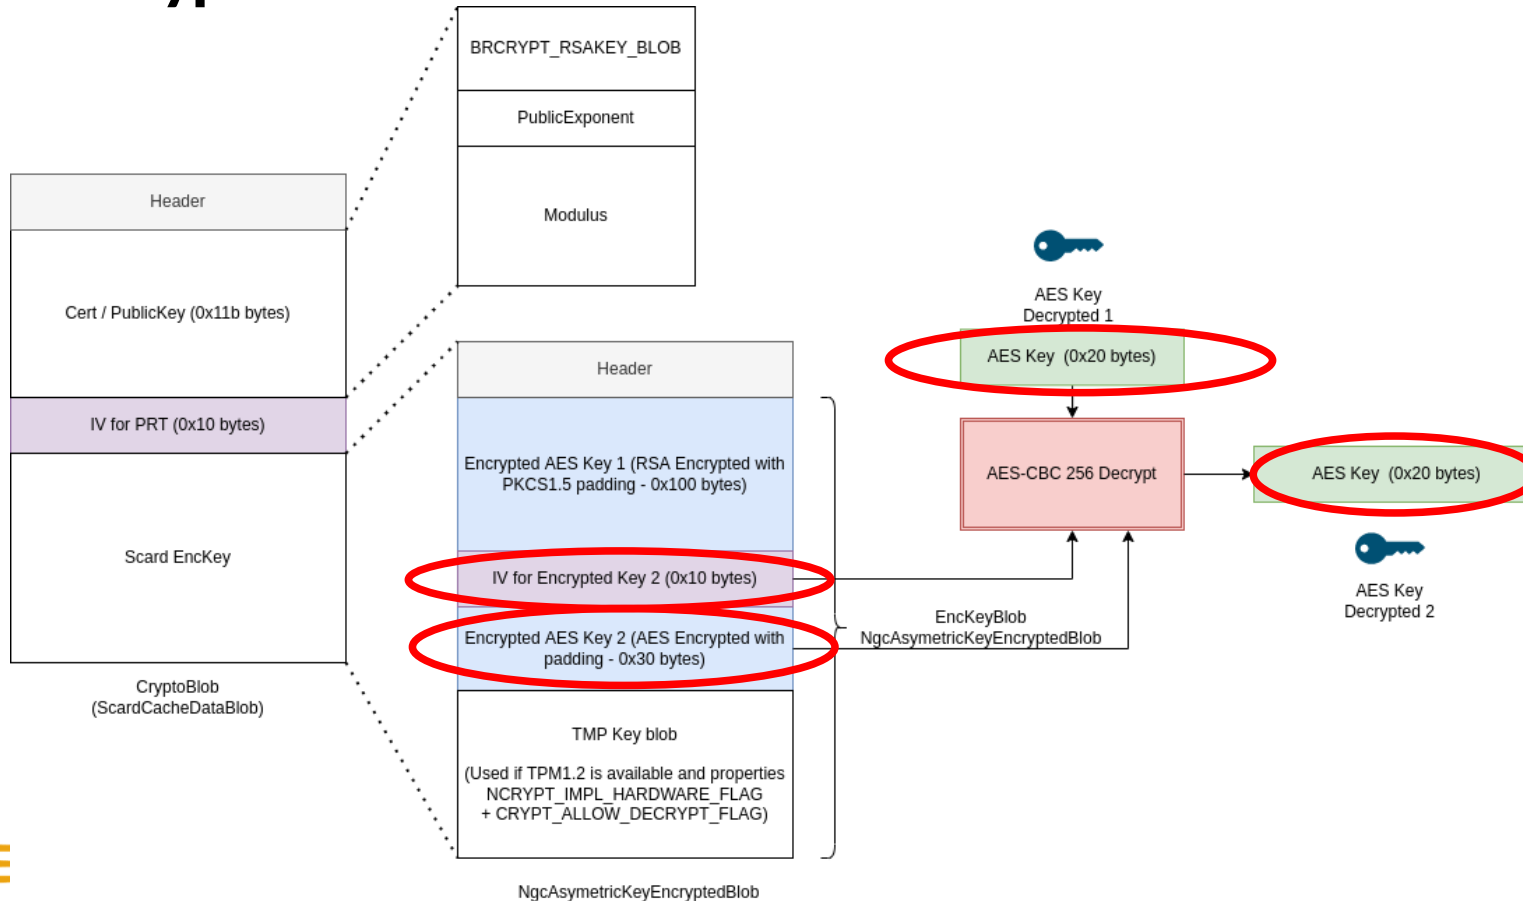 BRCRYPT_RSAKEY_BLOB
PublicExponent
Modulus
Header
Cert / PublicKey (0x11b bytes)
IV for PRT (0x10 bytes)
Scard EncKey
CryptoBlob
(ScardCacheDataBlob)
Header
Encrypted AES Key 1 (RSA Encrypted with
PKCS1.5 padding - 0x100 bytes)
IV for Encrypted Key 2 (0x10 bytes)
Encrypted AES Key 2 (AES Encrypted with
padding - 0x30 bytes)
TMP Key blob
(Used if TPM1.2 is available and properties
NCRYPT_IMPL_HARDWARE_FLAG
+ CRYPT_ALLOW_DECRYPT_FLAG)
NgcAsymetricKeyEncryptedBlob
EncKeyBlob
NgcAsymetricKeyEncryptedBlob
AES Key
Decrypted 1
AES Key (0x20 bytes)
AES-CBC 256 Decrypt
AES Key (0x20 bytes)
AES Key
Decrypted 2